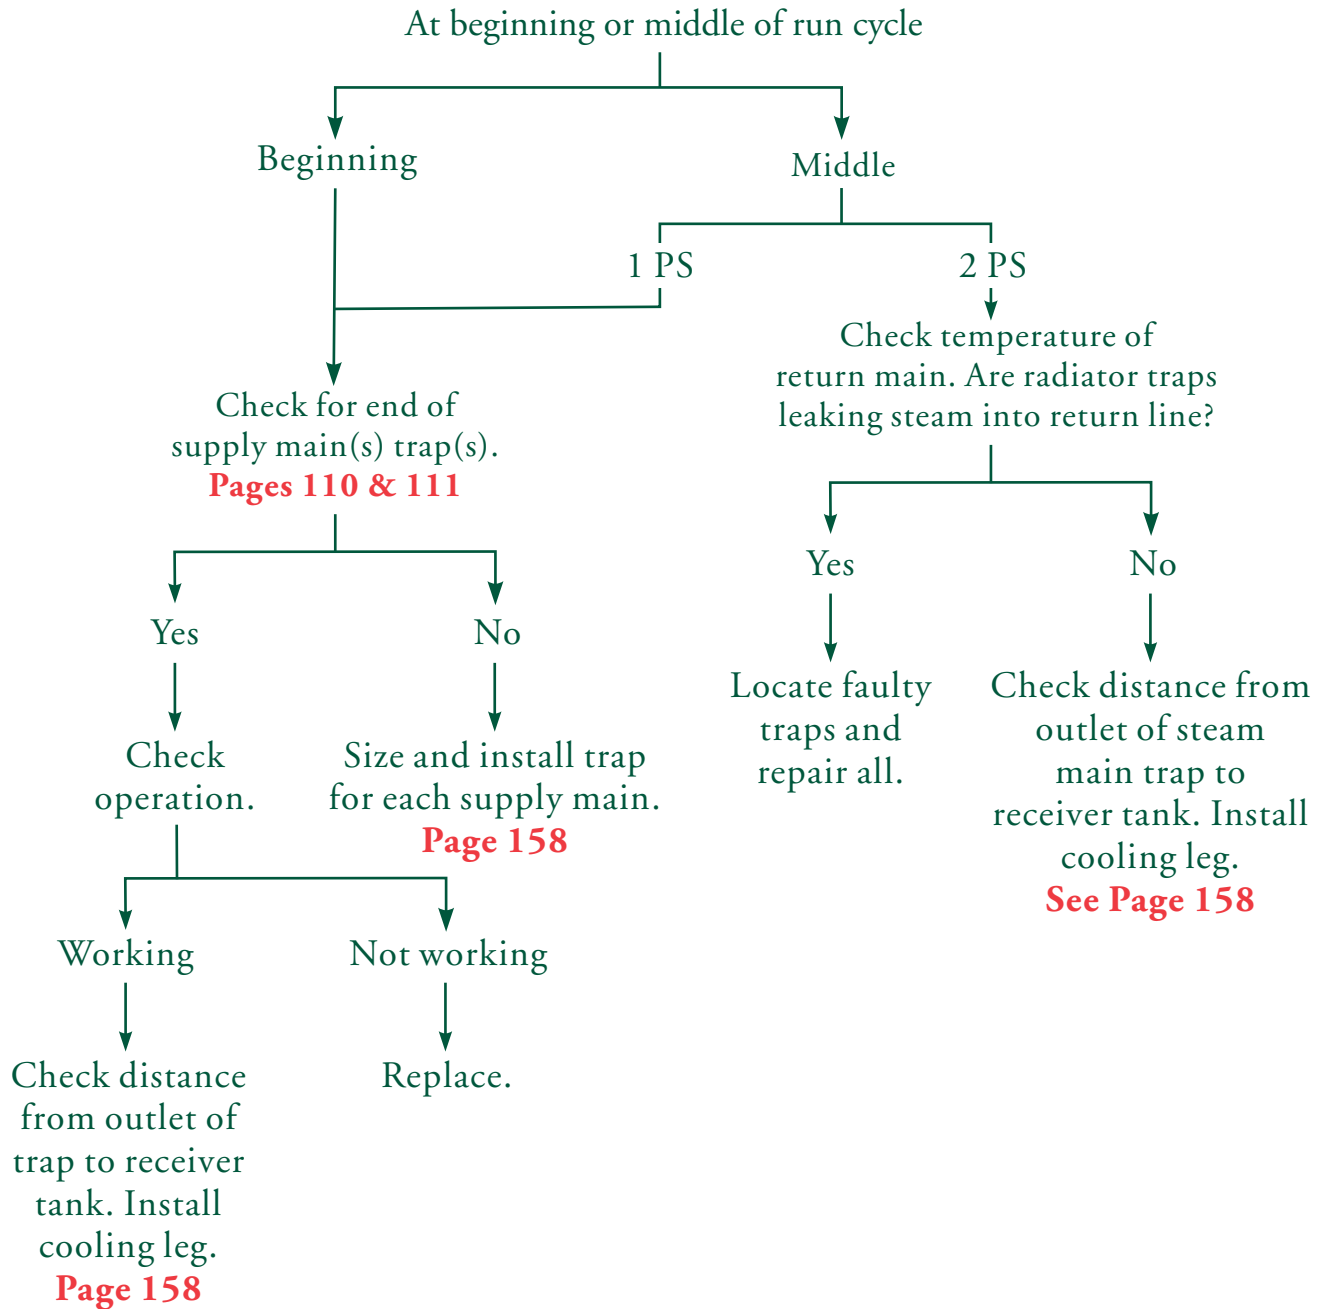 At beginning or middle of run cycle
Beginning
Middle
1 PS
2 PS
Check temperature of
return main. Are radiator traps
leaking steam into return line?
Check for end of
supply main(s) trap(s).
Pages 110 & 111
Yes
No
Yes
No
Locate faulty
traps and
repair all.
Check distance from
outlet of steam
main trap to
receiver tank. Install
cooling leg.
See Page 158
Check
operation.
Size and install trap
for each supply main.
Page 158
Working
Not working
Check distance
from outlet of
trap to receiver
tank. Install
cooling leg.
Page 158
Replace.